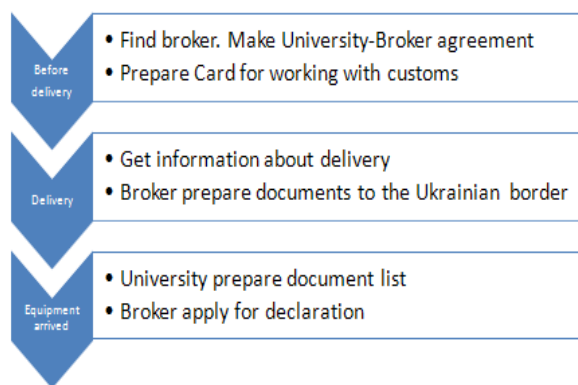 Before
delivery
• Find broker. Make University-Broker agreement
• Prepare Card for working with customs
Delivery
• Get information about delivery
• Broker prepare documents to the Ukrainian border
Equipment
arrived
• University prepare document list
• Broker apply for declaration